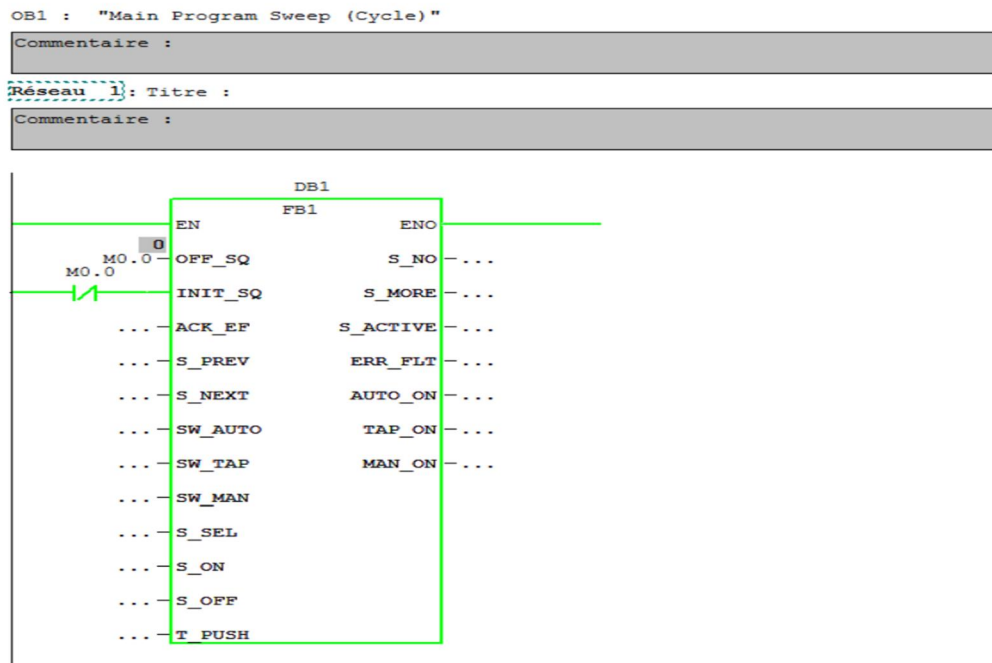 OB1 : "Main Program Sweep (Cycle)"
Commentaire :
Réseau 1: Titre :
Commentaire :
DB1
FB1
EN ENO
0
M0.0 OFF_SQ S_NO ...
M0.0
INIT_SQ S_MORE ...
... ACK_EF S_ACTIVE ...
... S_PREV ERR_FLT ...
... S_NEXT AUTO_ON ...
... SW_AUTO TAP_ON ...
... SW_TAP MAN_ON ...
... SW_MAN
... S_SEL
... S_ON
... S_OFF
... T_PUSH